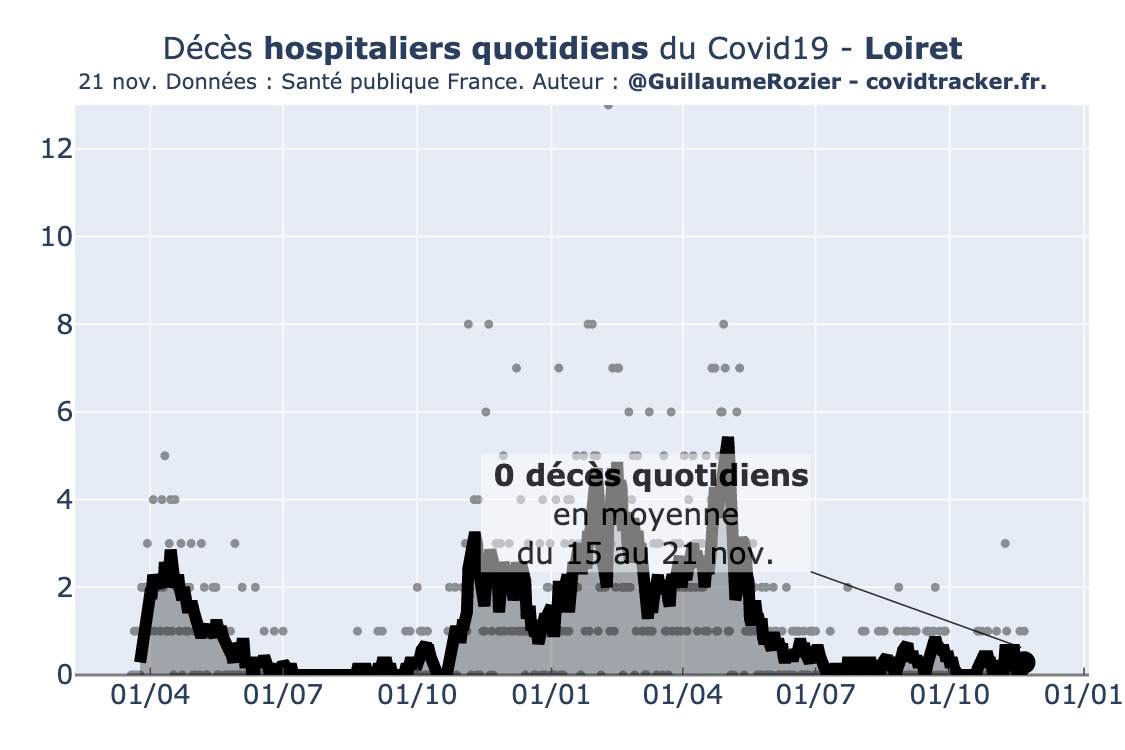 Décès hospitaliers quotidiens du Covid19 - Loiret
21 nov. Données : Santé publique France. Auteur : @GuillaumeRozier - covidtracker.fr.
12
10
8
6
4
2
0
0 décès quotidiens
en moyenne
du 15 au 21 nov.
01/04 01/07 01/10 01/01 01/04 01/07 01/10 01/01